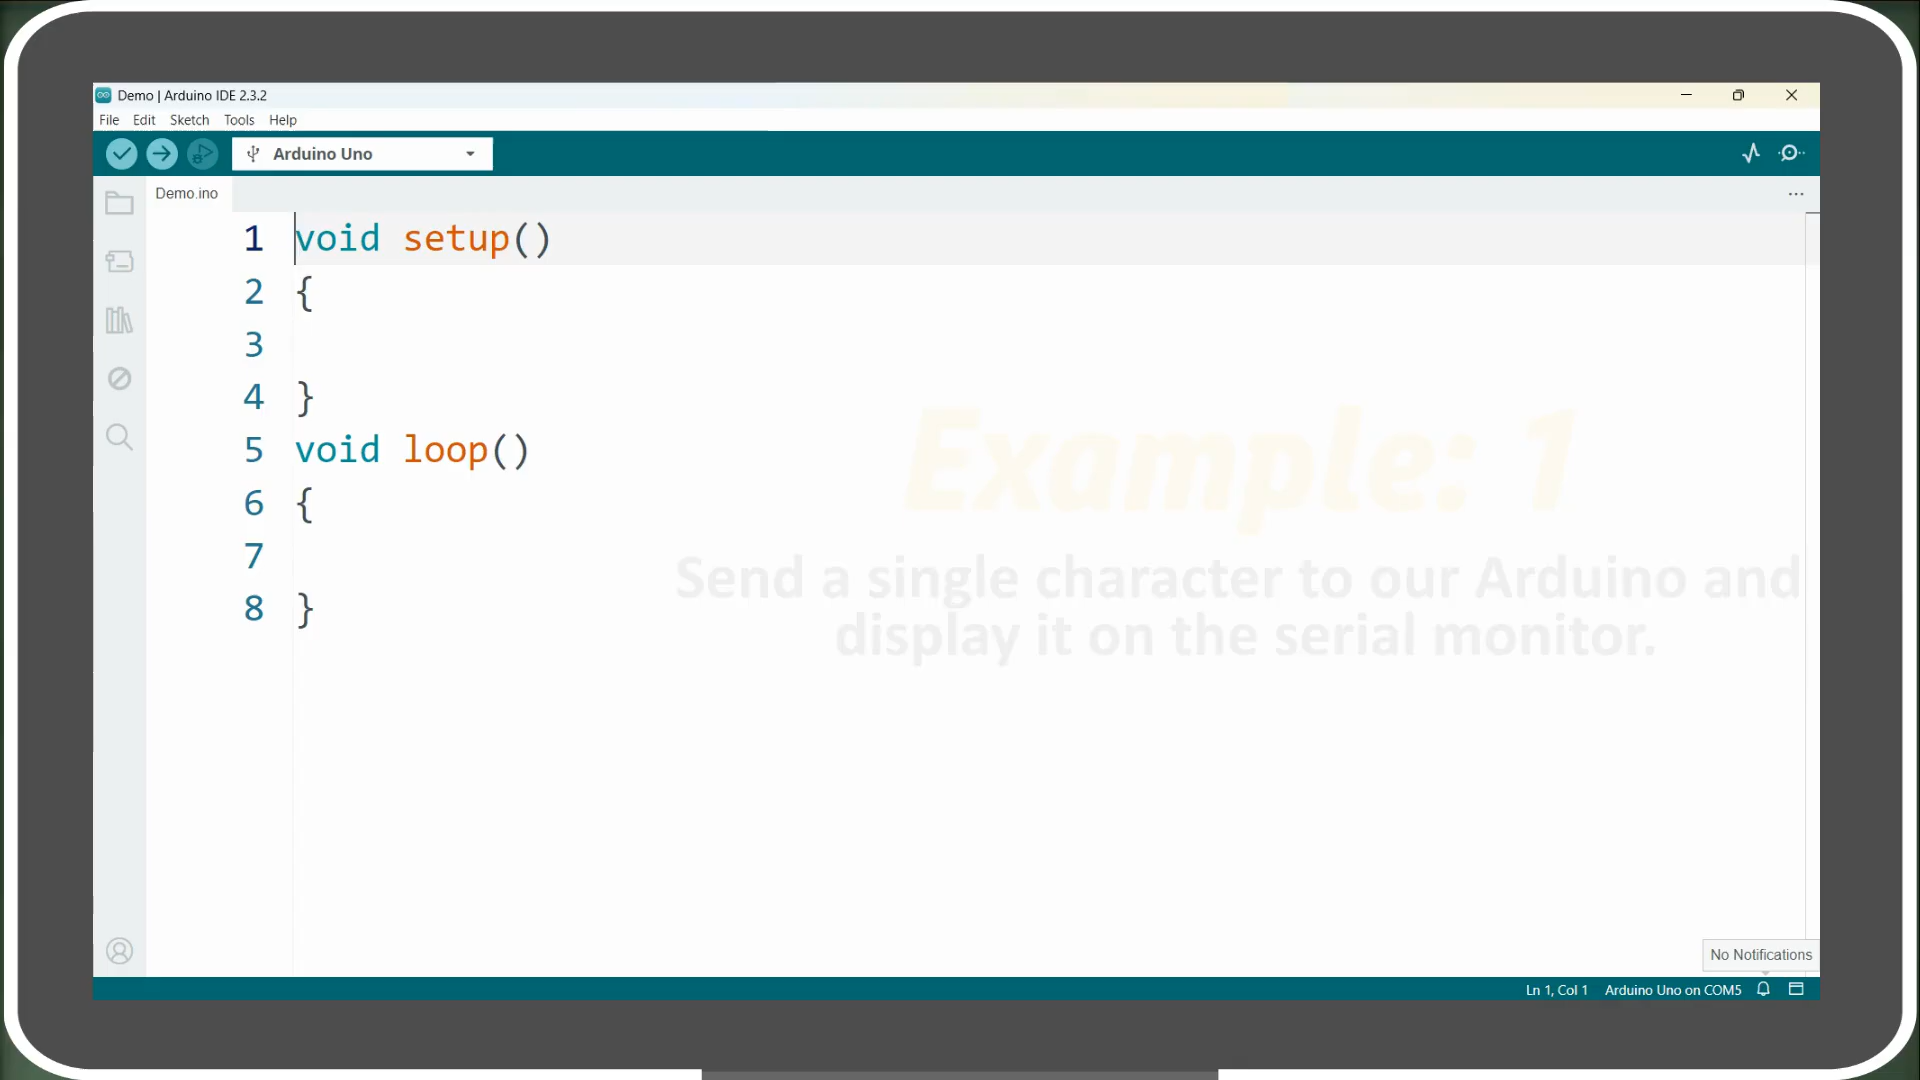 Demo | Arduino IDE 2.3.2
File Edit Sketch Tools Help
Arduino Uno
Demo.ino
1 void setup()
2 {
3
4 }
5 void loop()
6 {
7
8 }
Example: 1
Send a single character to our Arduino and
display it on the serial monitor.
No Notifications
Ln 1, Col 1 Arduino Uno on COM5